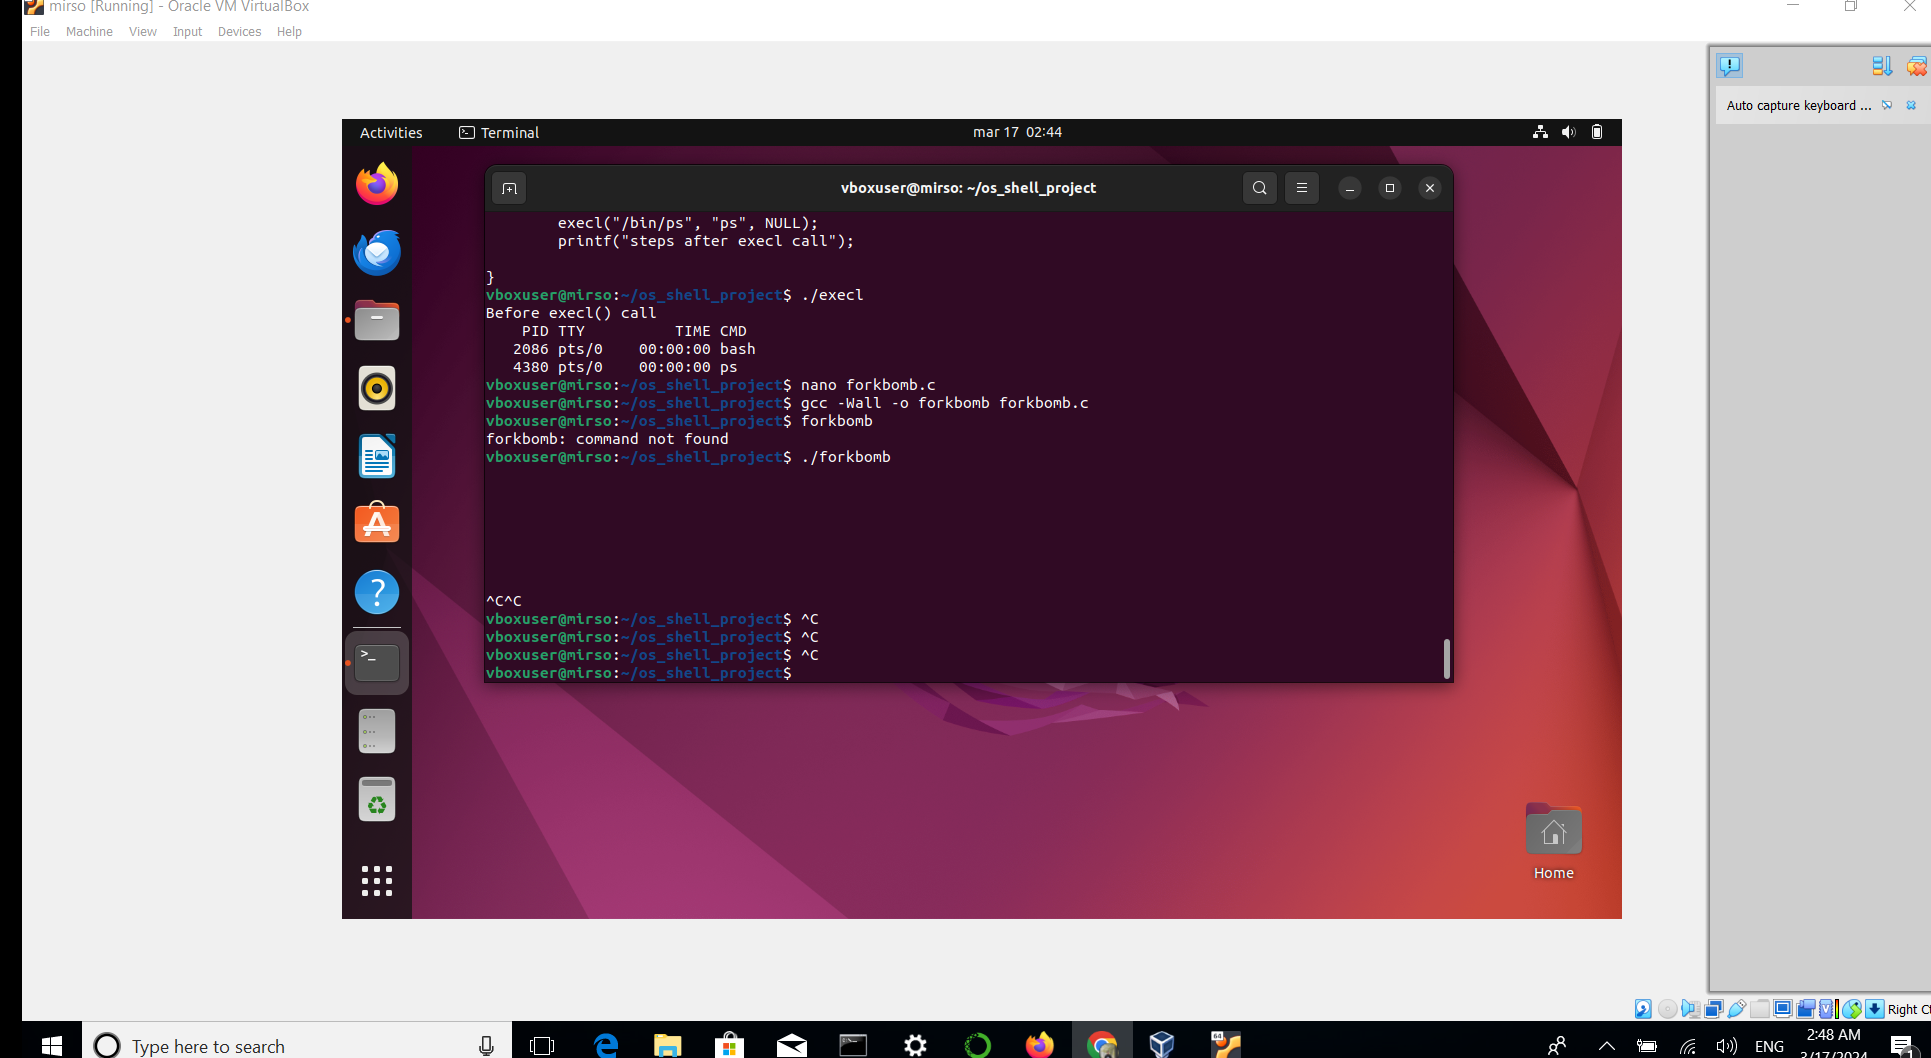 mirso [Running] - Oracle VM VirtualBox
File Machine View Input Devices Help
Auto capture keyboard ...
Activities Terminal mar 17 02:44
vboxuser@mirso: ~/os_shell_project
execl("/bin/ps", "ps", NULL);
printf("steps after execl call");
}
vboxuser@mirso:~/os_shell_project$ ./execl
Before execl() call
PID TTY TIME CMD
2086 pts/0 00:00:00 bash
4380 pts/0 00:00:00 ps
vboxuser@mirso:~/os_shell_project$ nano forkbomb.c
vboxuser@mirso:~/os_shell_project$ gcc -Wall -o forkbomb forkbomb.c
vboxuser@mirso:~/os_shell_project$ forkbomb
forkbomb: command not found
vboxuser@mirso:~/os_shell_project$ ./forkbomb
^C^C
vboxuser@mirso:~/os_shell_project$ ^C
vboxuser@mirso:~/os_shell_project$ ^C
vboxuser@mirso:~/os_shell_project$ ^C
vboxuser@mirso:~/os_shell_project$
Home
Right
Type here to search
ENG
2:48 AM
3/17/2024